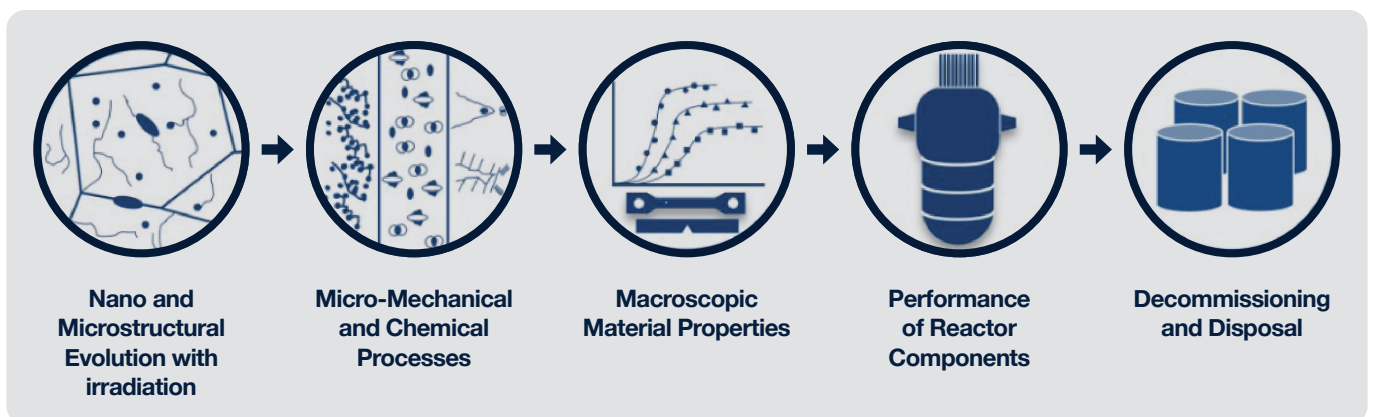 Nano and
Microstructural
Evolution with
irradiation
Micro-Mechanical
and Chemical
Processes
Macroscopic
Material Properties
Performance
of Reactor
Components
Decommissioning
and Disposal